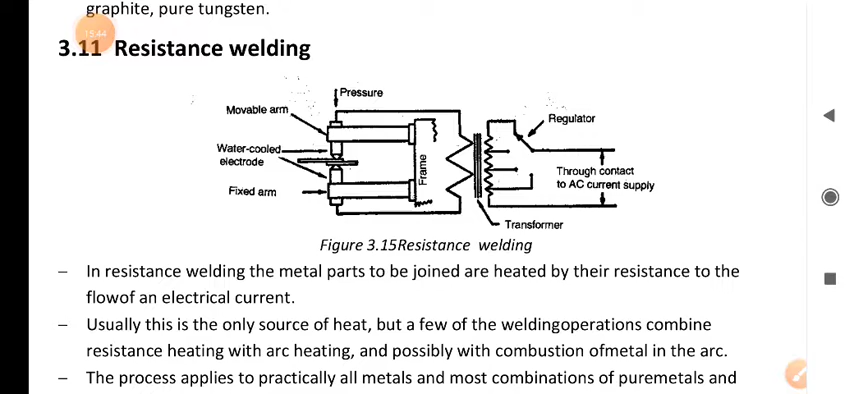 graphite, pure tungsten.
15:44
3.11 Resistance welding
Pressure
Movable arm
Regulator
Water-cooled
electrode
Frame
Through contact
to AC current supply
Fixed arm
Transformer
Figure 3.15Resistance welding
– In resistance welding the metal parts to be joined are heated by their resistance to the
flowof an electrical current.
– Usually this is the only source of heat, but a few of the weldingoperations combine
resistance heating with arc heating, and possibly with combustion ofmetal in the arc.
– The process applies to practically all metals and most combinations of puremetals and